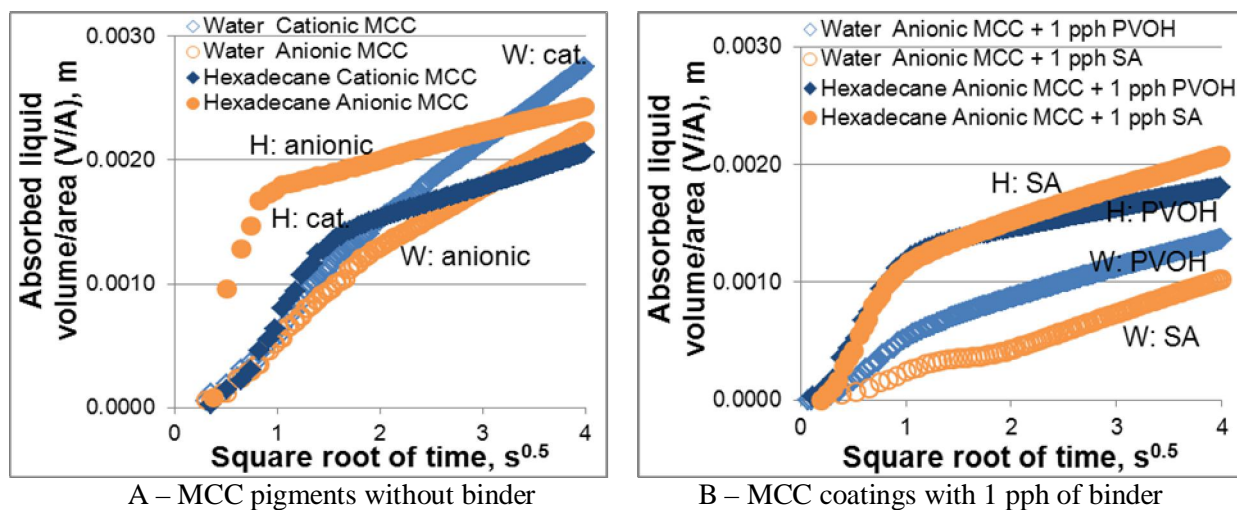 0.0030
0.0020
0.0010
0.0000
Absorbed liquid
volume/area (V/A), m
Water Cationic MCC
Water Anionic MCC
Hexadecane Cationic MCC
Hexadecane Anionic MCC
W: cat.
H: anionic
H: cat.
W: anionic
0 1 2 3 4
Square root of time, s^0.5
A – MCC pigments without binder
0.0030
0.0020
0.0010
0.0000
Absorbed liquid
volume/area (V/A), m
Water Anionic MCC + 1 pph PVOH
Water Anionic MCC + 1 pph SA
Hexadecane Anionic MCC + 1 pph PVOH
Hexadecane Anionic MCC + 1 pph SA
H: SA
H: PVOH
W: PVOH
W: SA
0 1 2 3 4
Square root of time, s^0.5
B – MCC coatings with 1 pph of binder